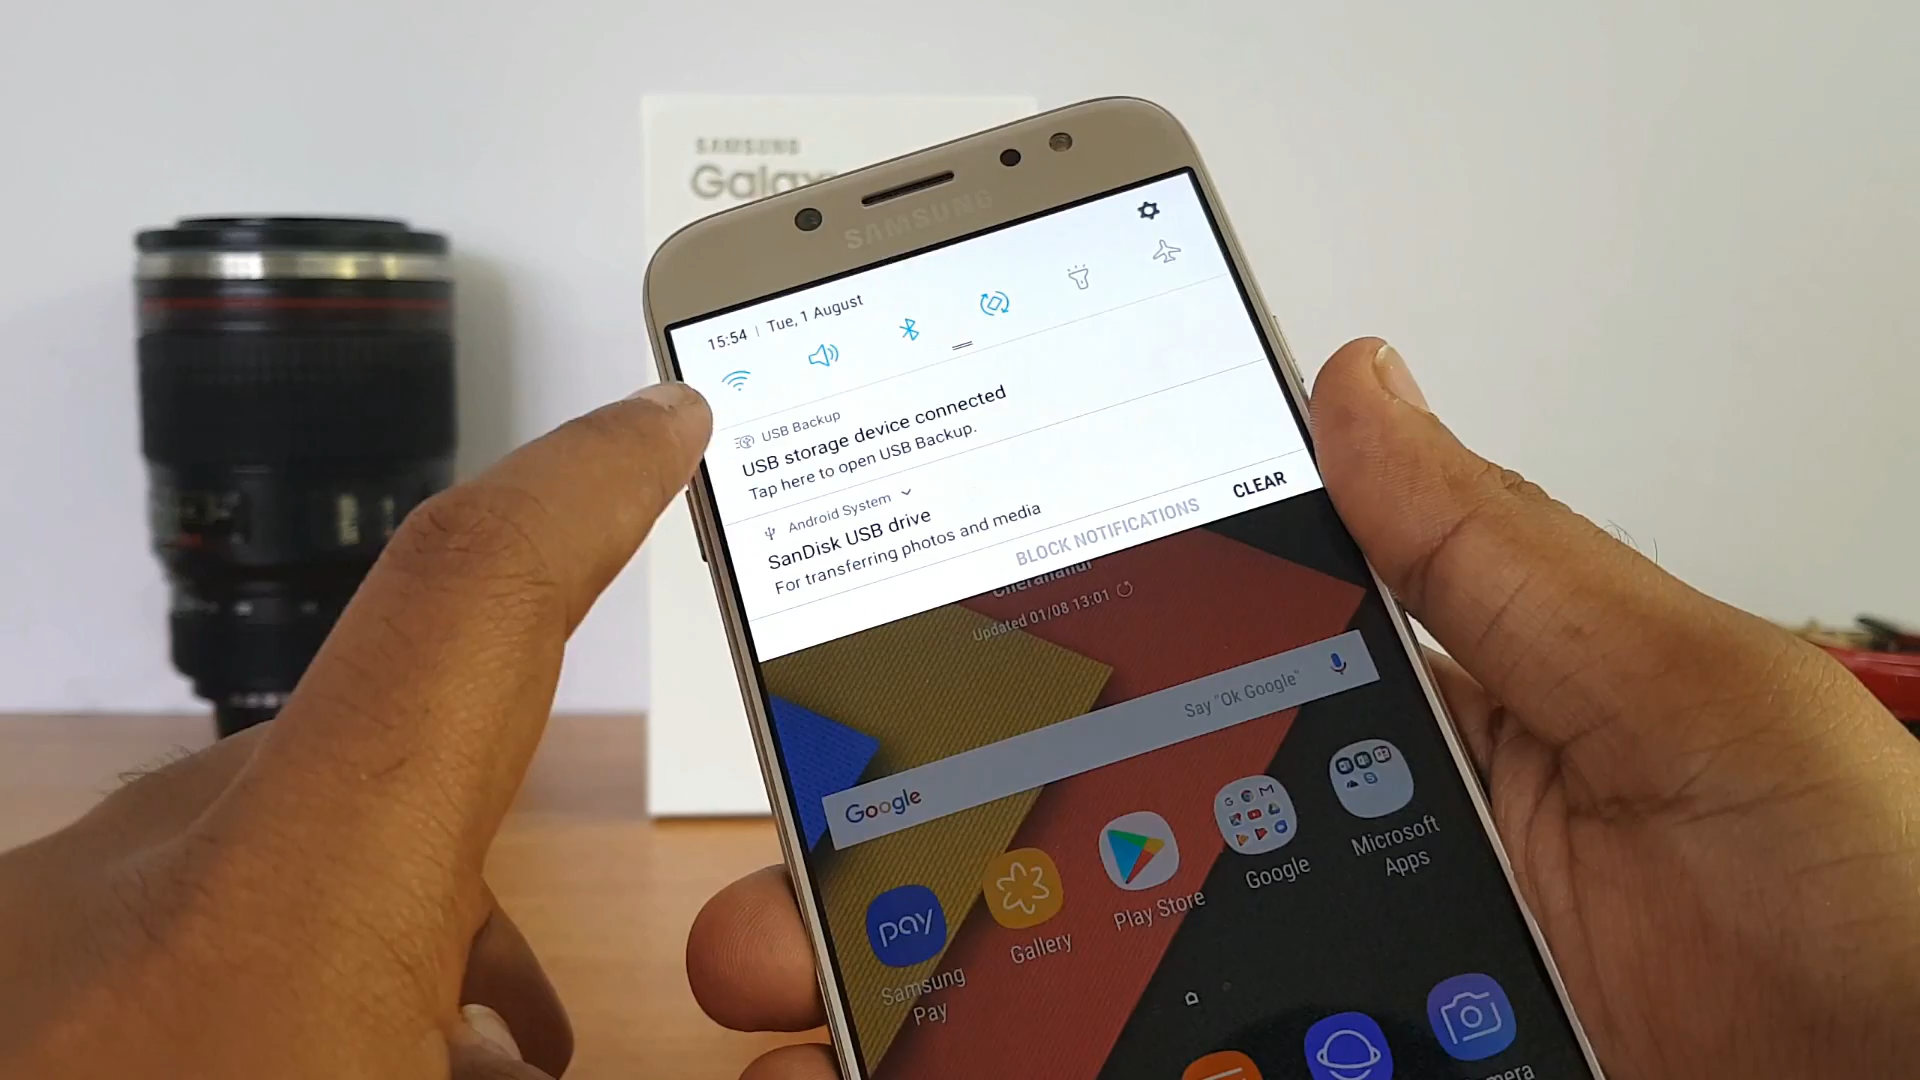 SAMSUNG
Galaxy
SAMSUNG
15:54 | Tue, 1 August
USB Backup
USB storage device connected
Tap here to open USB Backup.
Android System
SanDisk USB drive
For transferring photos and media
BLOCK NOTIFICATIONS
CLEAR
Updated 01/08 13:01
Google
Say "Ok Google"
pay
Samsung
Pay
Gallery
Play Store
Google
Microsoft
Apps